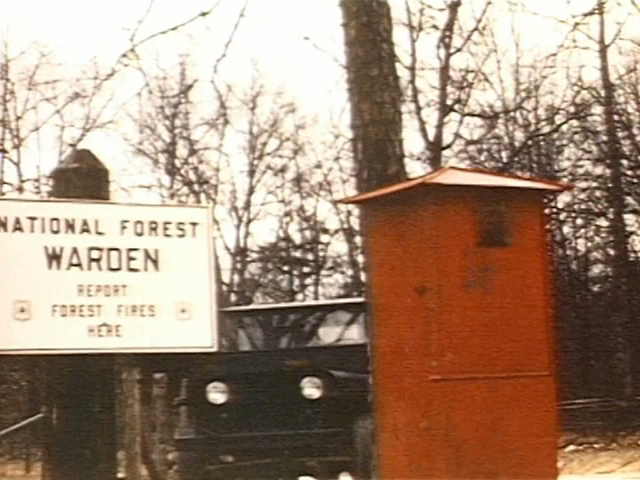 NATIONAL FOREST
WARDEN
REPORT
FOREST FIRES
HERE